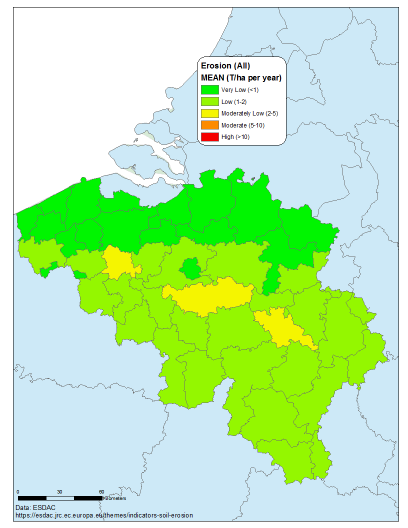 Erosion (All)
MEAN (T/ha per year)
Very Low (<1)
Low (1-2)
Moderately Low (2-5)
Moderate (5-10)
High (>10)
0 30 60
Kilometers
Data: ESDAC
https://esdac.jrc.ec.europa.eu/themes/indicators-soil-erosion